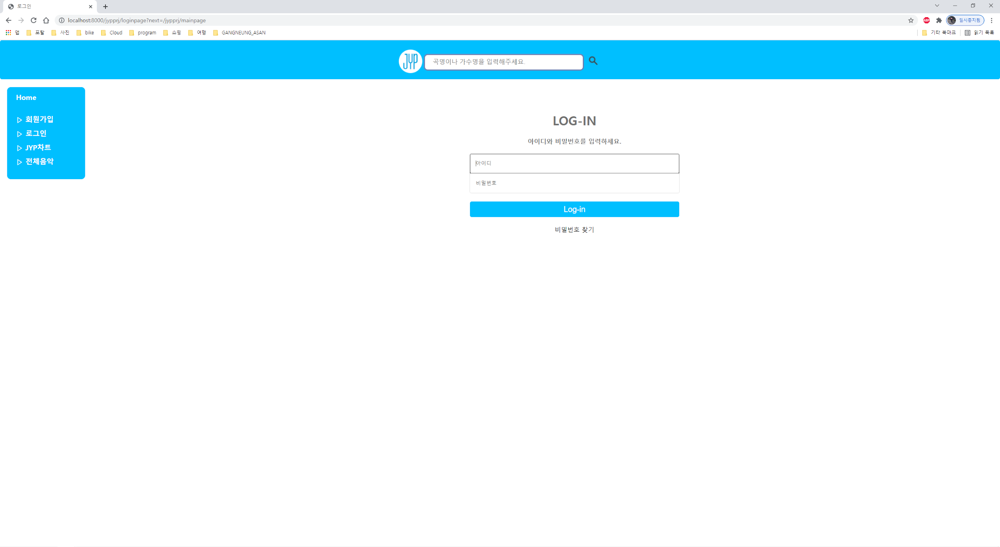 로그인
localhost:8000/jypprj/loginpage?next=/jypprj/mainpage
ABP
일시중지됨
앱 포탈 사진 bike Cloud program 쇼핑 여행 GANGNEUNG_ASAN 기타 북마크 읽기 목록
JYP 곡명이나 가수명을 입력해주세요.
Home
▷ 회원가입
▷ 로그인
▷ JYP차트
▷ 전체음악
LOG-IN
아이디와 비밀번호를 입력하세요.
아이디
비밀번호
Log-in
비밀번호 찾기